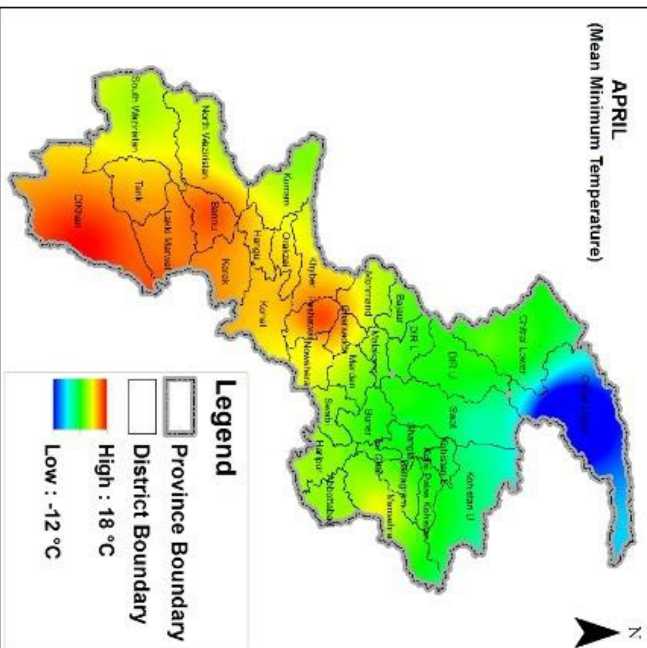 APRIL
(Mean Minimum Temperature)
N
Chitral Lower
Kohistan U
Swat
DIR U
DIR L
Bajaur
Shangla
Buner
Mansehra
Mardan
Swabi
Abbottabad
Haripur
Mohmand
Charsadda
Peshawar
Nowshera
Khyber
Kurram
Orakzai
Hangu
Kohat
Karak
Bannu
North Waziristan
Lakki Marwat
South Waziristan
Tank
DIKhan
Legend
Province Boundary
District Boundary
High : 18 °C
Low : -12 °C